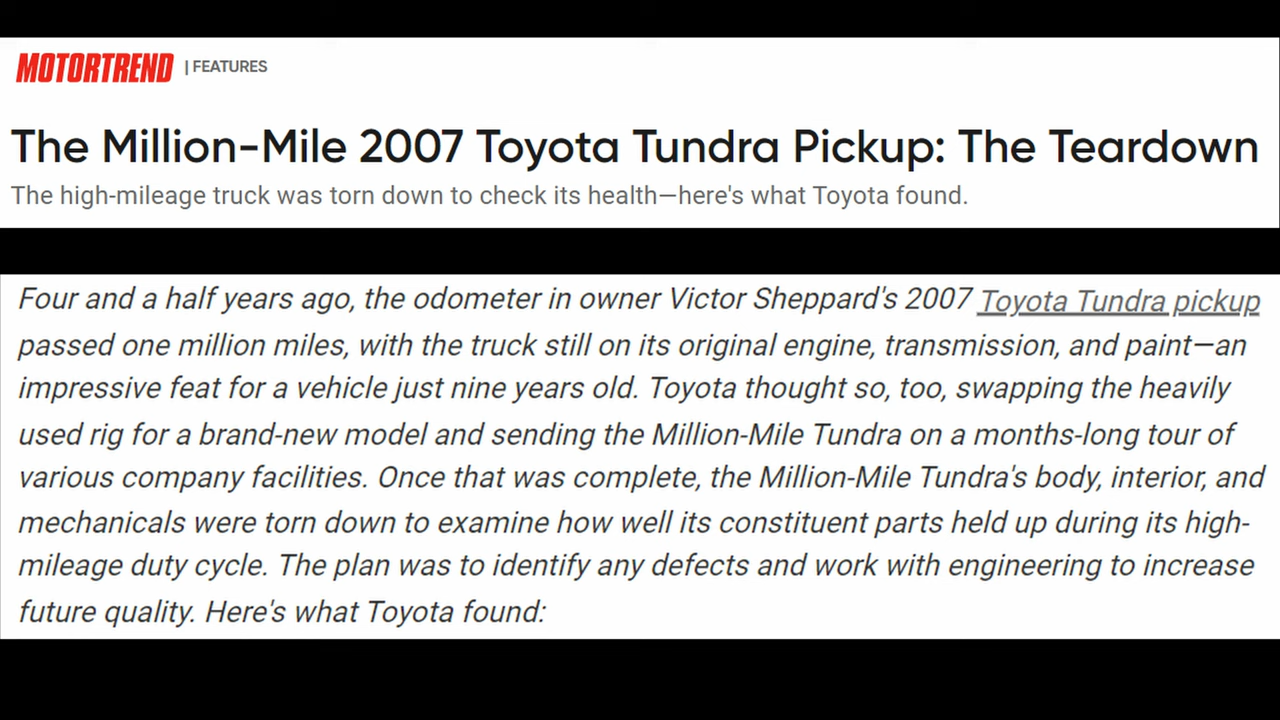 MOTORTREND | FEATURES
The Million-Mile 2007 Toyota Tundra Pickup: The Teardown
The high-mileage truck was torn down to check its health—here's what Toyota found.
Four and a half years ago, the odometer in owner Victor Sheppard's 2007 Toyota Tundra pickup
passed one million miles, with the truck still on its original engine, transmission, and paint—an
impressive feat for a vehicle just nine years old. Toyota thought so, too, swapping the heavily
used rig for a brand-new model and sending the Million-Mile Tundra on a months-long tour of
various company facilities. Once that was complete, the Million-Mile Tundra's body, interior, and
mechanicals were torn down to examine how well its constituent parts held up during its high-
mileage duty cycle. The plan was to identify any defects and work with engineering to increase
future quality. Here's what Toyota found: